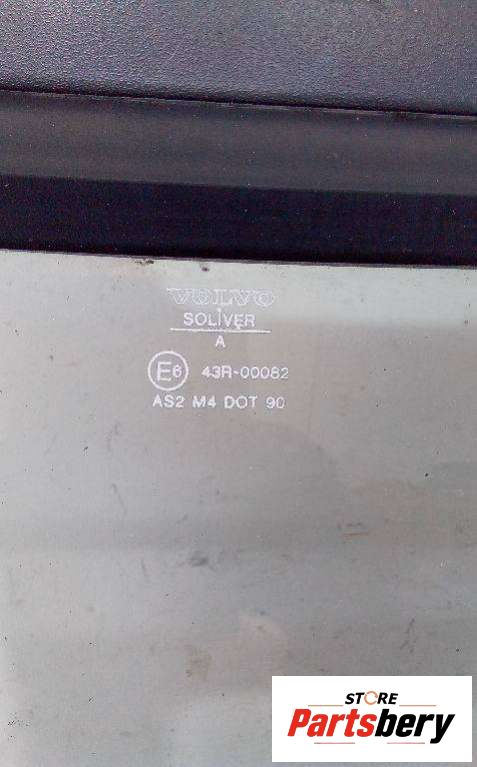 VOLVO
SOLIVER
A
E6 43R-00082
AS2 M4 DOT 90
STORE
Partsbery